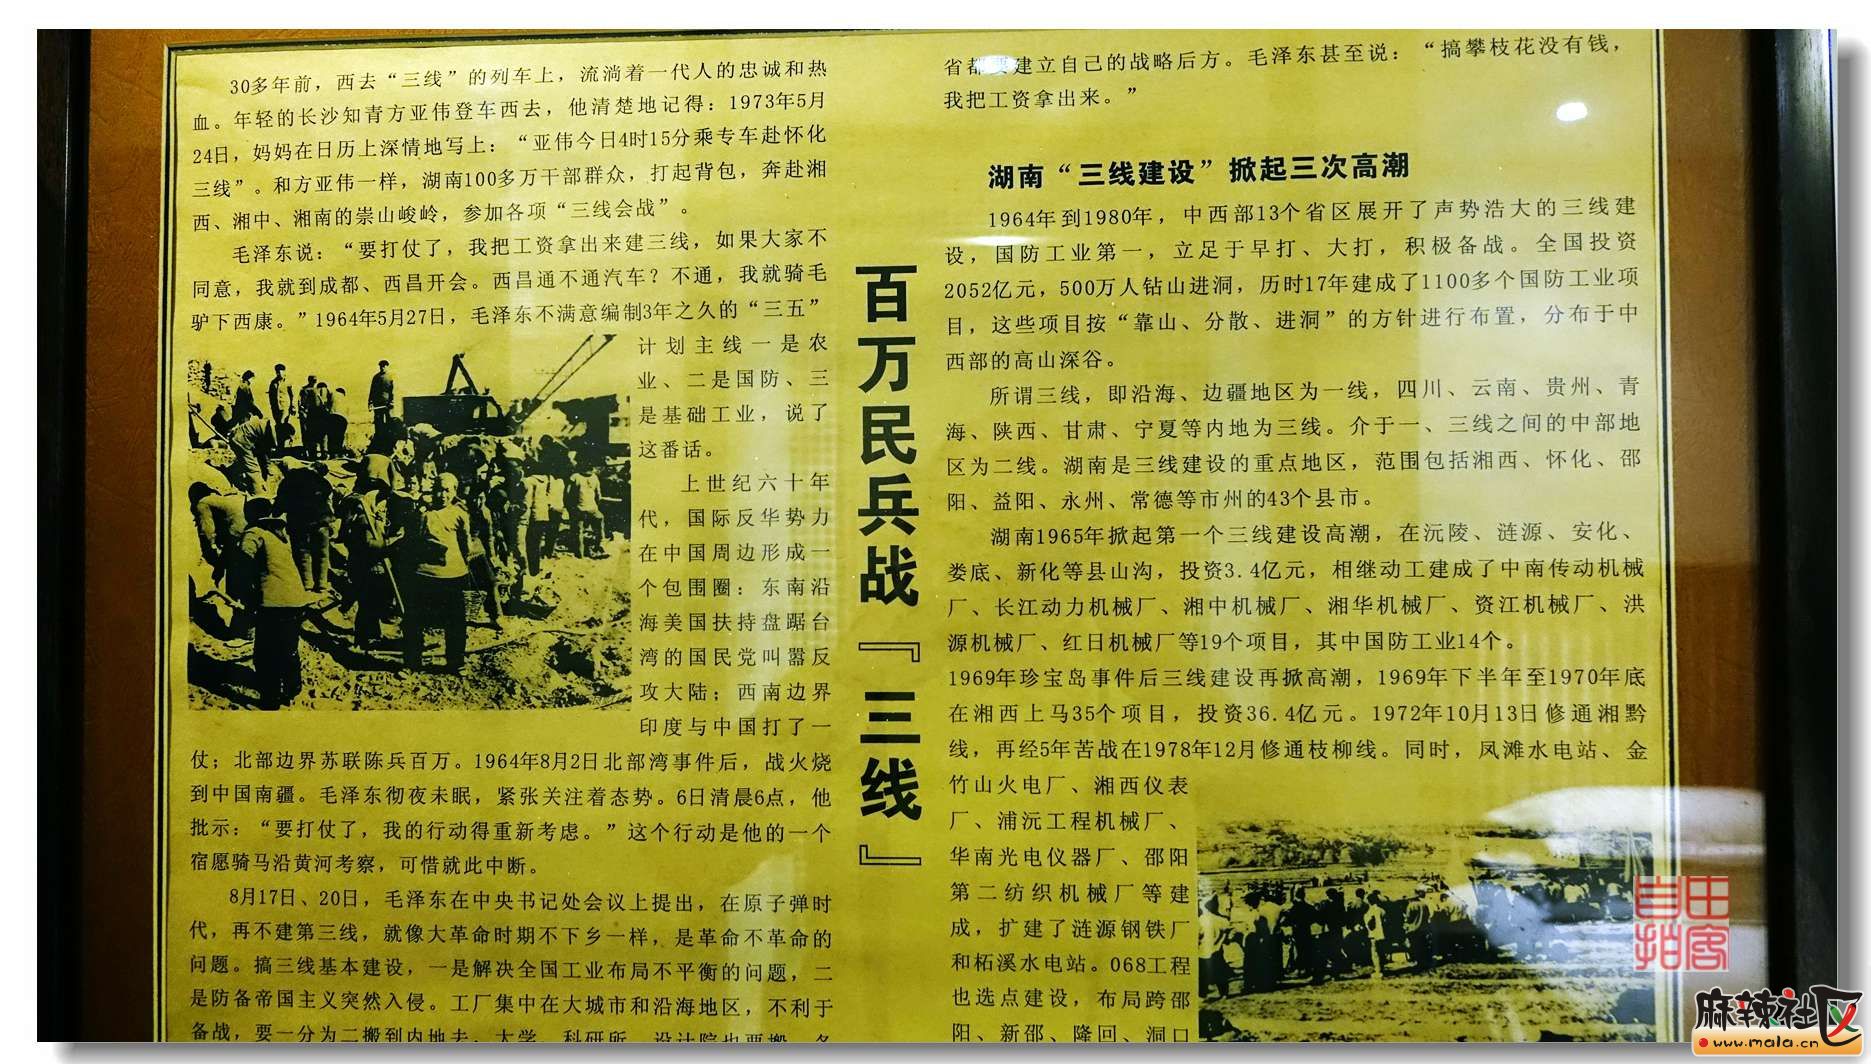 30多年前，西去“三线”的列车上，流淌着一代人的忠诚和热
血。年轻的长沙知青方亚伟登车西去，他清楚地记得：1973年5月
24日，妈妈在日历上深情地写上：“亚伟今日4时15分乘专车赴怀化
三线”。和方亚伟一样，湖南100多万干部群众，打起背包，奔赴湘
西、湘中、湘南的崇山峻岭，参加各项“三线会战”。
毛泽东说：“要打仗了，我把工资拿出来建三线，如果大家不
同意，我就到成都、西昌开会。西昌通不通汽车？不通，我就骑毛
驴下西康。”1964年5月27日，毛泽东不满意编制3年之久的“三五”
计划主线一是农
业、二是国防、三
是基础工业，说了
这番话。
上世纪六十年
代，国际反华势力
在中国周边形成一
个包围圈：东南沿
海美国扶持盘踞台
湾的国民党叫嚣反
攻大陆；西南边界
印度与中国打了一
仗；北部边界苏联陈兵百万。1964年8月2日北部湾事件后，战火烧
到中国南疆。毛泽东彻夜未眠，紧张关注着态势。6日清晨6点，他
批示：“要打仗了，我的行动得重新考虑。”这个行动是他的一个
宿愿骑马沿黄河考察，可惜就此中断。
8月17日、20日，毛泽东在中央书记处会议上提出，在原子弹时
代，再不建第三线，就像大革命时期不下乡一样，是革命不革命的
问题。搞三线基本建设，一是解决全国工业布局不平衡的问题，二
是防备帝国主义突然入侵。工厂集中在大城市和沿海地区，不利于
备战，要一分为二搬到内地去。大学、科研所、设计院也要搬，各
百万民兵战『三线』
省都要建立自己的战略后方。毛泽东甚至说：“搞攀枝花没有钱，
我把工资拿出来。”
湖南“三线建设”掀起三次高潮
1964年到1980年，中西部13个省区展开了声势浩大的三线建
设，国防工业第一，立足于早打、大打，积极备战。全国投资
2052亿元，500万人钻山进洞，历时17年建成了1100多个国防工业项
目，这些项目按“靠山、分散、进洞”的方针进行布置，分布于中
西部的高山深谷。
所谓三线，即沿海、边疆地区为一线，四川、云南、贵州、青
海、陕西、甘肃、宁夏等内地为三线。介于一、三线之间的中部地
区为二线。湖南是三线建设的重点地区，范围包括湘西、怀化、邵
阳、益阳、永州、常德等市州的43个县市。
湖南1965年掀起第一个三线建设高潮，在沅陵、涟源、安化、
娄底、新化等县山沟，投资3.4亿元，相继动工建成了中南传动机械
厂、长江动力机械厂、湘中机械厂、湘华机械厂、资江机械厂、洪
源机械厂、红日机械厂等19个项目，其中国防工业14个。
1969年珍宝岛事件后三线建设再掀高潮，1969年下半年至1970年底
在湘西上马35个项目，投资36.4亿元。1972年10月13日修通湘黔
线，再经5年苦战在1978年12月修通枝柳线。同时，凤滩水电站、金
竹山火电厂、湘西仪表
厂、浦沅工程机械厂、
华南光电仪器厂、邵阳
第二纺织机械厂等建
成，扩建了涟源钢铁厂
和柘溪水电站。068工程
也选点建设，布局跨邵
阳、新邵、隆回、洞口
自由
拍客
麻辣社区
www.mala.cn